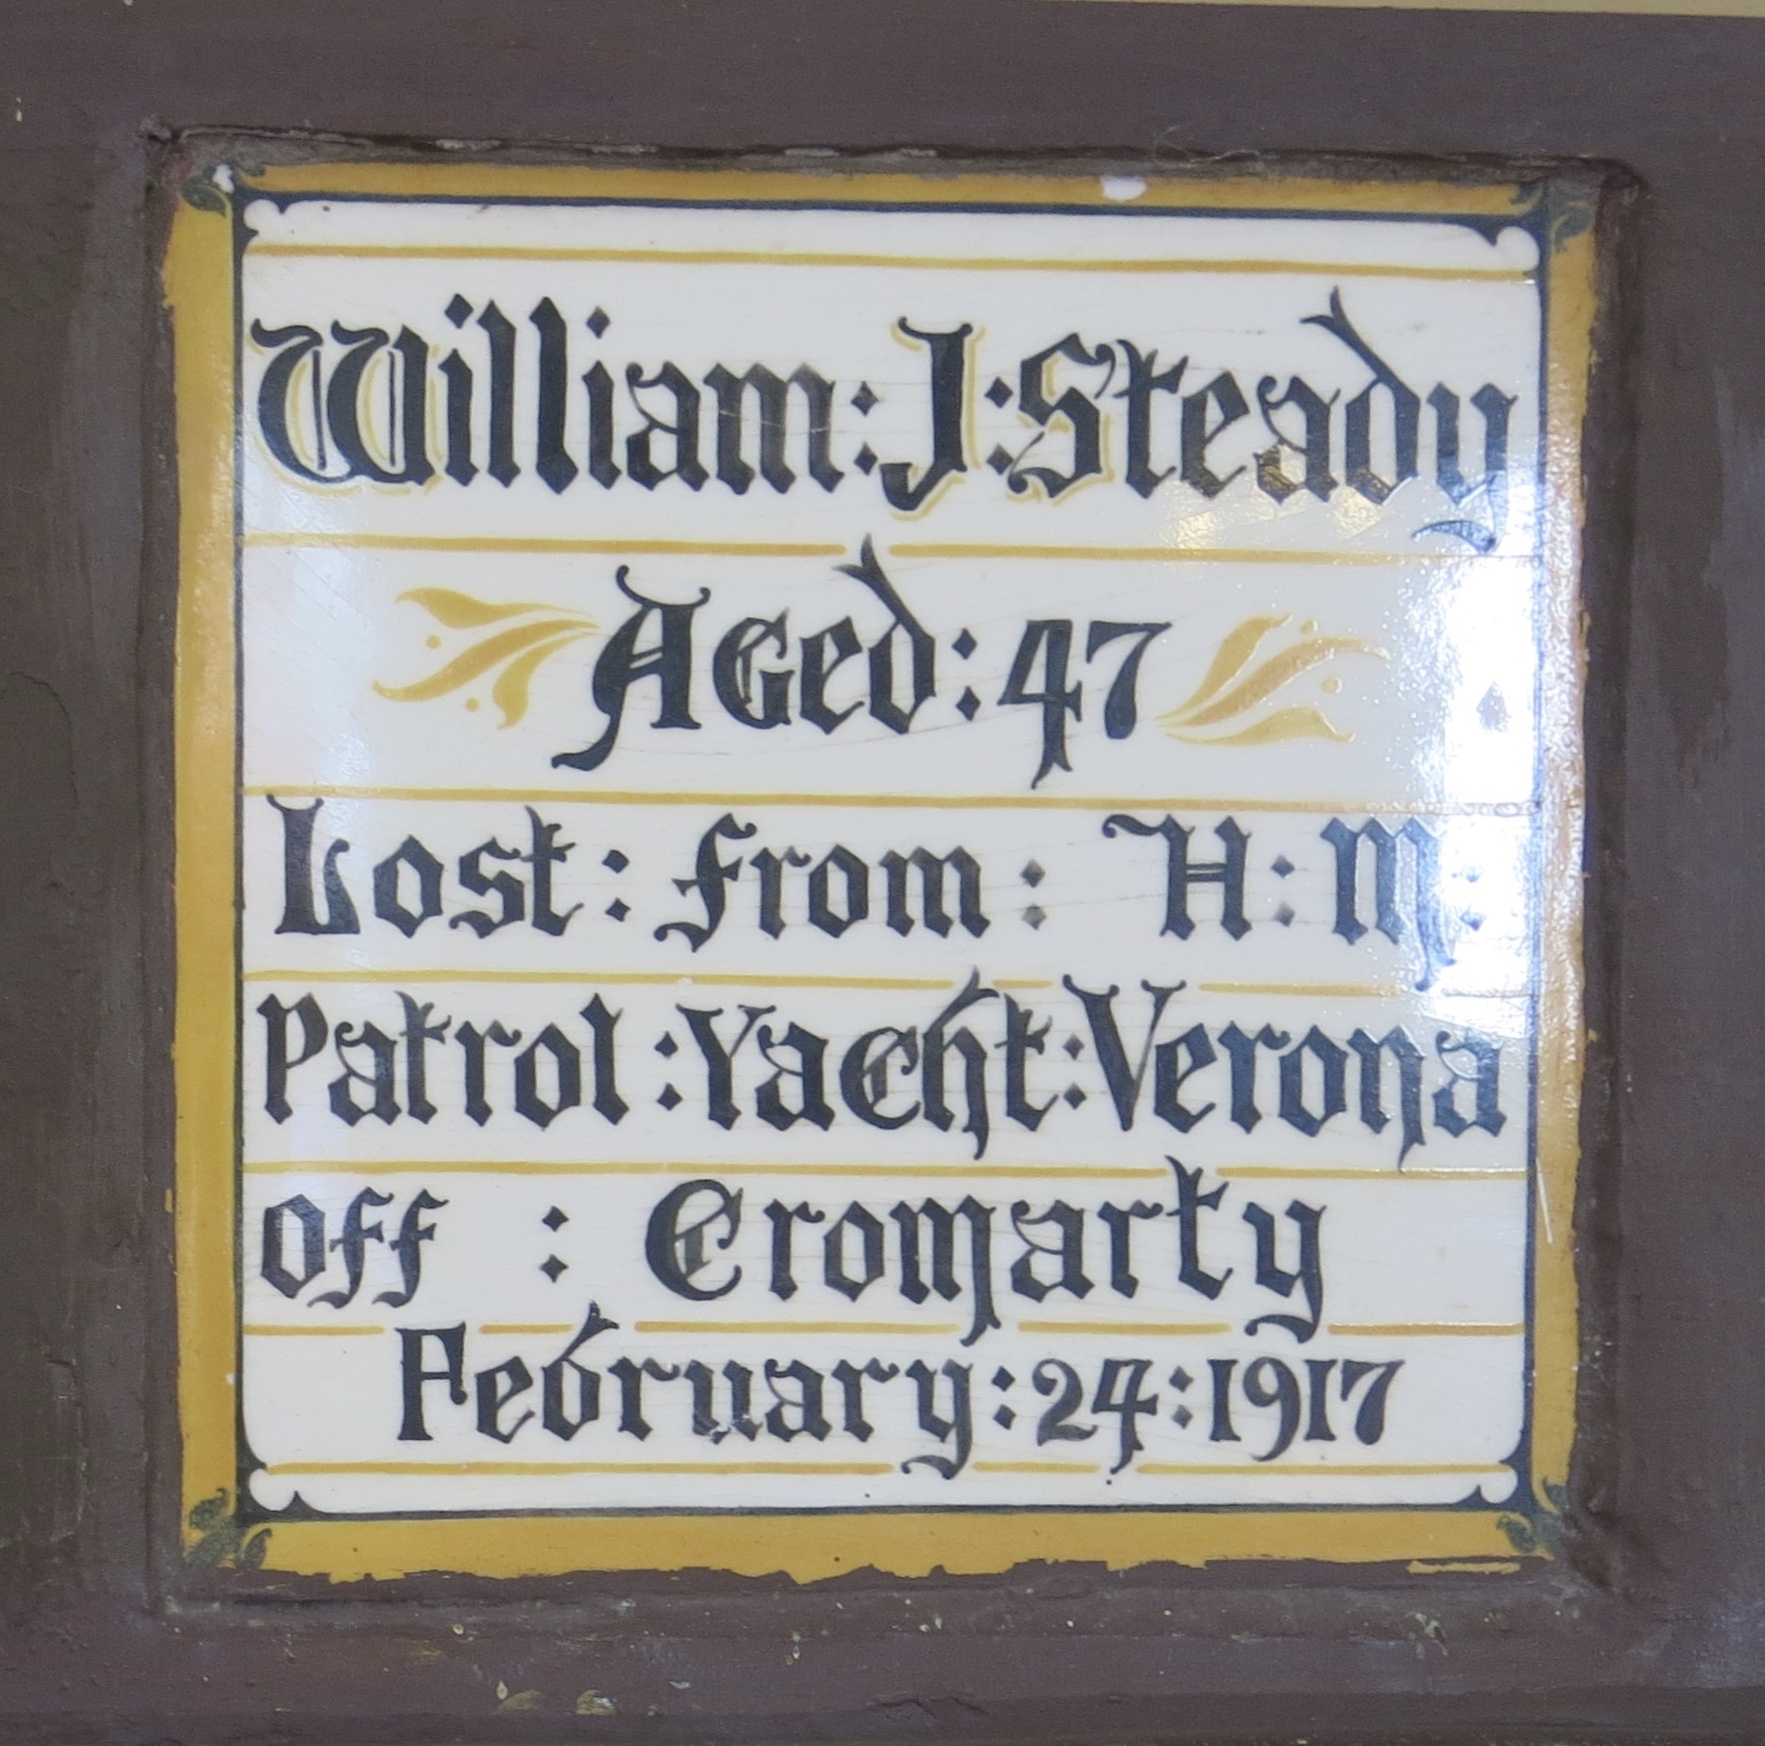 William : J : Steady
Aged : 47
Lost : from : H : M :
Patrol : Yacht : Verona
off : Cromarty
February : 24 : 1917